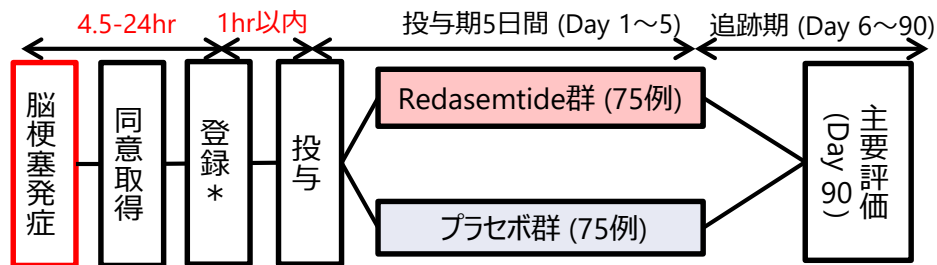 4.5-24hr
1hr以内
投与期5日間 (Day 1～5)
追跡期 (Day 6～90)
脳梗塞発症
同意取得
登録＊
投与
Redasemtide群 (75例)
プラセボ群 (75例)
主要評価
(Day 90)